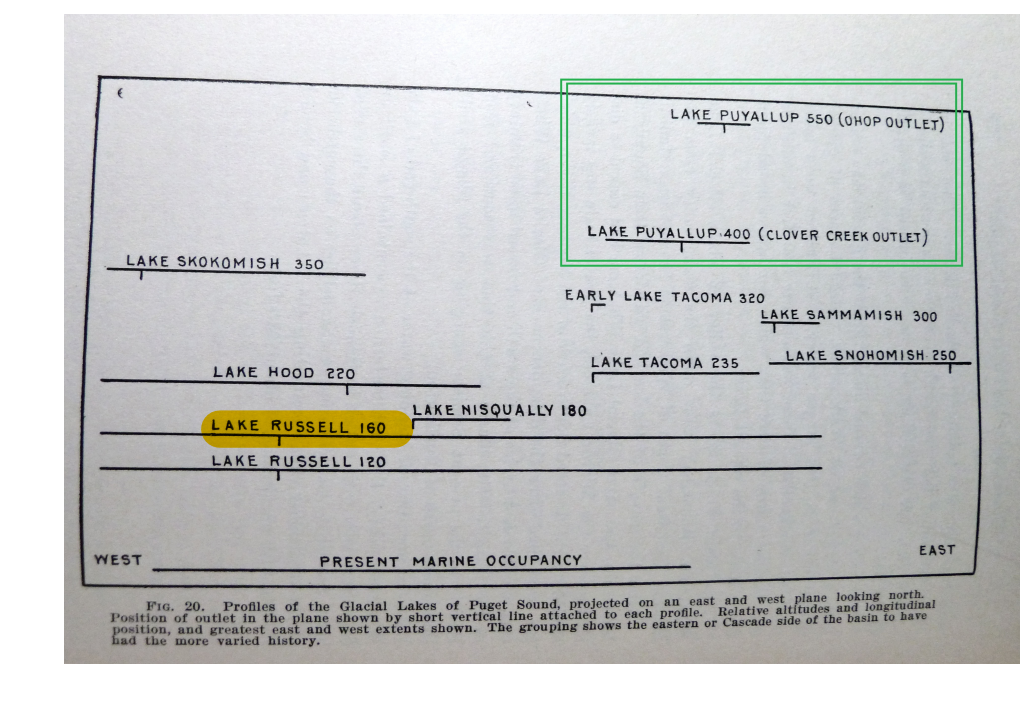 LAKE PUYALLUP 550 (OHOP OUTLET)
LAKE PUYALLUP 400 (CLOVER CREEK OUTLET)
LAKE SKOKOMISH 350
EARLY LAKE TACOMA 320
LAKE SAMMAMISH 300
LAKE TACOMA 235
LAKE SNOHOMISH 250
LAKE HOOD 220
LAKE NISQUALLY 180
LAKE RUSSELL 160
LAKE RUSSELL 120
WEST
PRESENT MARINE OCCUPANCY
EAST
FIG. 20. Profiles of the Glacial Lakes of Puget Sound, projected on an east and west plane looking north.
Position of outlet in the plane shown by short vertical line attached to each profile. Relative altitudes and longitudinal
position, and greatest east and west extents shown. The grouping shows the eastern or Cascade side of the basin to have
had the more varied history.